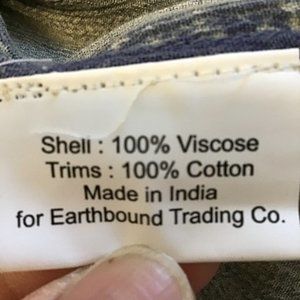 Shell : 100% Viscose
Trims : 100% Cotton
Made in India
for Earthbound Trading Co.